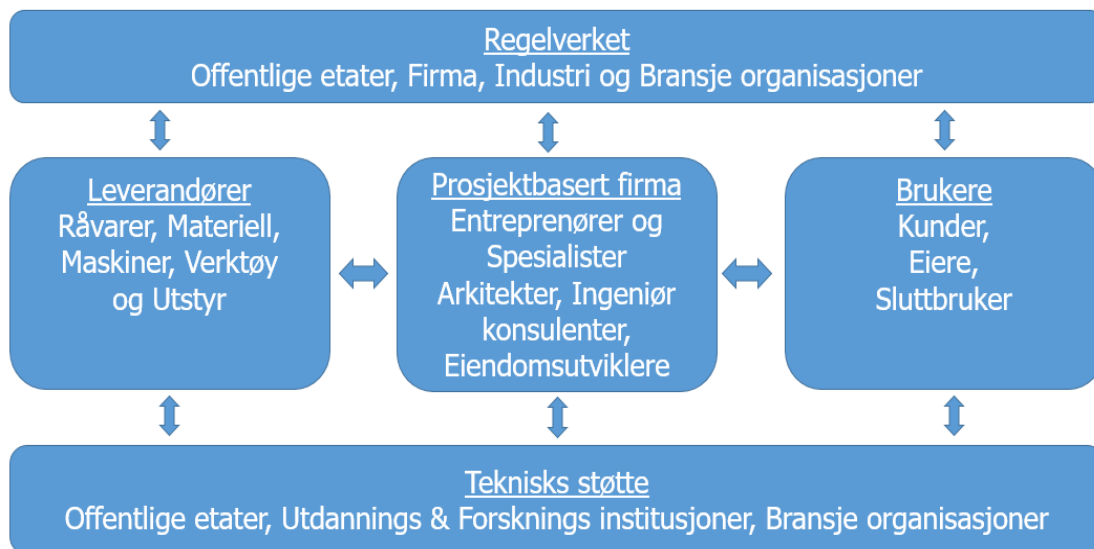 Regelverket
Offentlige etater, Firma, Industri og Bransje organisasjoner
Leverandører
Råvarer, Materiell,
Maskiner, Verktøy
og Utstyr
Prosjektbasert firma
Entreprenører og
Spesialister
Arkitekter, Ingeniør
konsulenter,
Eiendomsutviklere
Brukere
Kunder,
Eiere,
Sluttbruker
Teknisks støtte
Offentlige etater, Utdannings & Forsknings institusjoner, Bransje organisasjoner